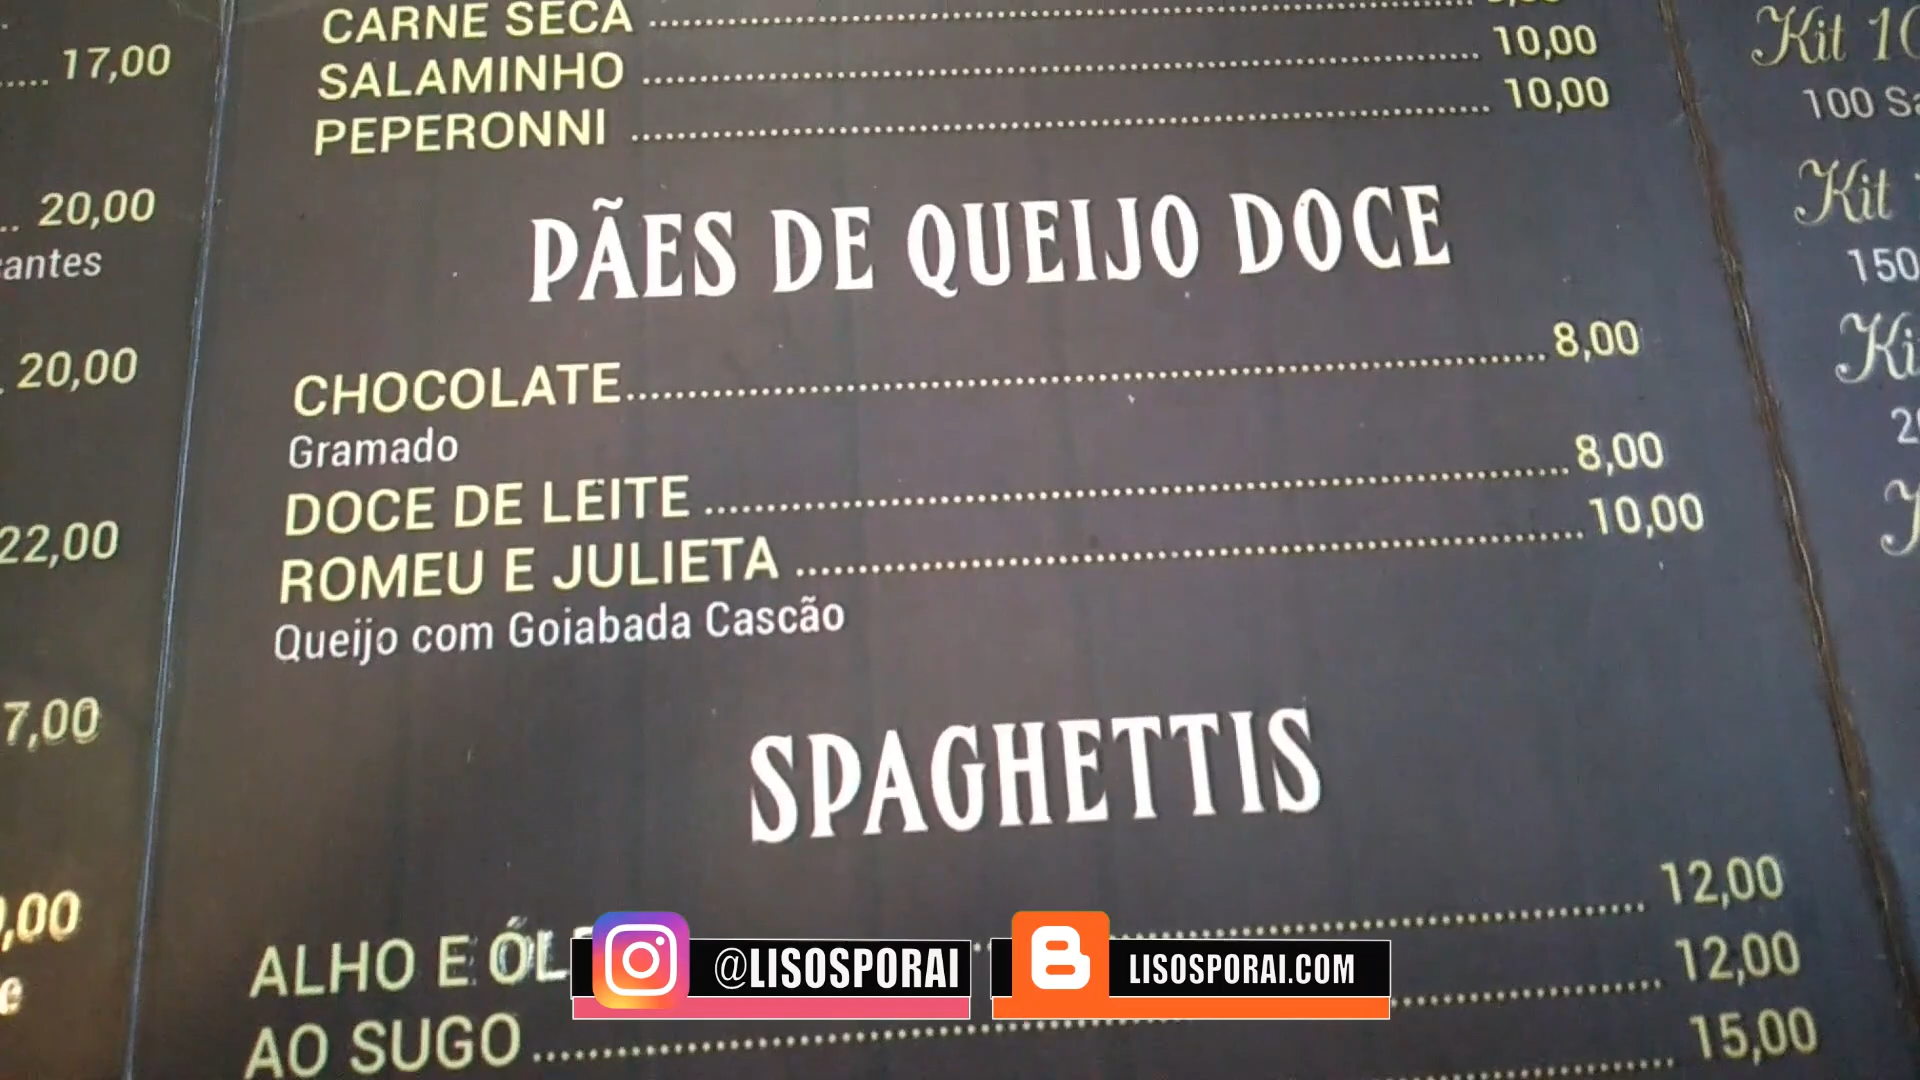 17,00
20,00
20,00
22,00
7,00
CARNE SECA
SALAMINHO 10,00
PEPERONNI 10,00
PÃES DE QUEIJO DOCE
CHOCOLATE 8,00
Gramado
DOCE DE LEITE 8,00
ROMEU E JULIETA 10,00
Queijo com Goiabada Cascão
SPAGHETTIS
ALHO E 12,00
AO SUGO 12,00
15,00
Kit
100
Kit
150
@LISOSPORAI
LISOSPORAI.COM